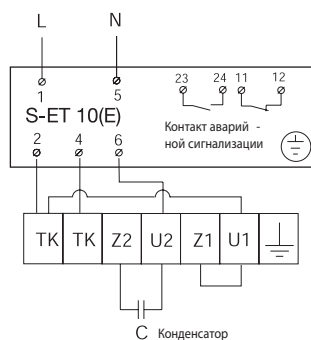 L N
23 24 11 12
1 5
S-ET 10(E)
Контакт аварий -
ной сигнализации
2 4 6
TK TK Z2 U2 Z1 U1
C Конденсатор